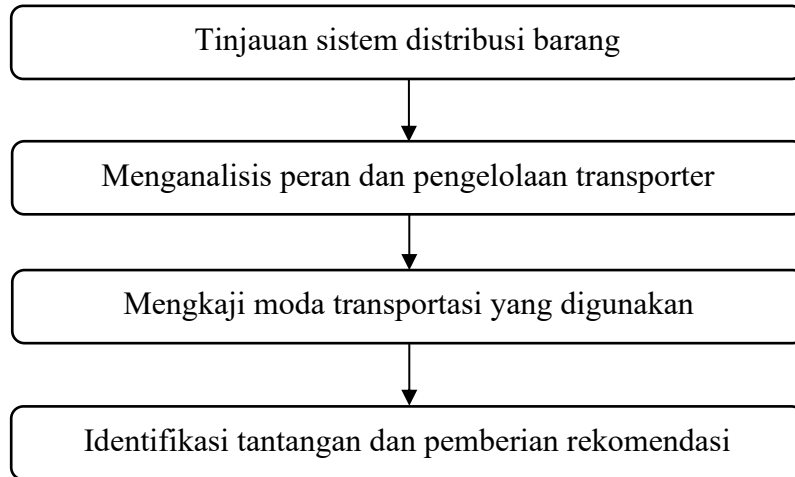 Tinjauan sistem distribusi barang
Menganalisis peran dan pengelolaan transporter
Mengkaji moda transportasi yang digunakan
Identifikasi tantangan dan pemberian rekomendasi